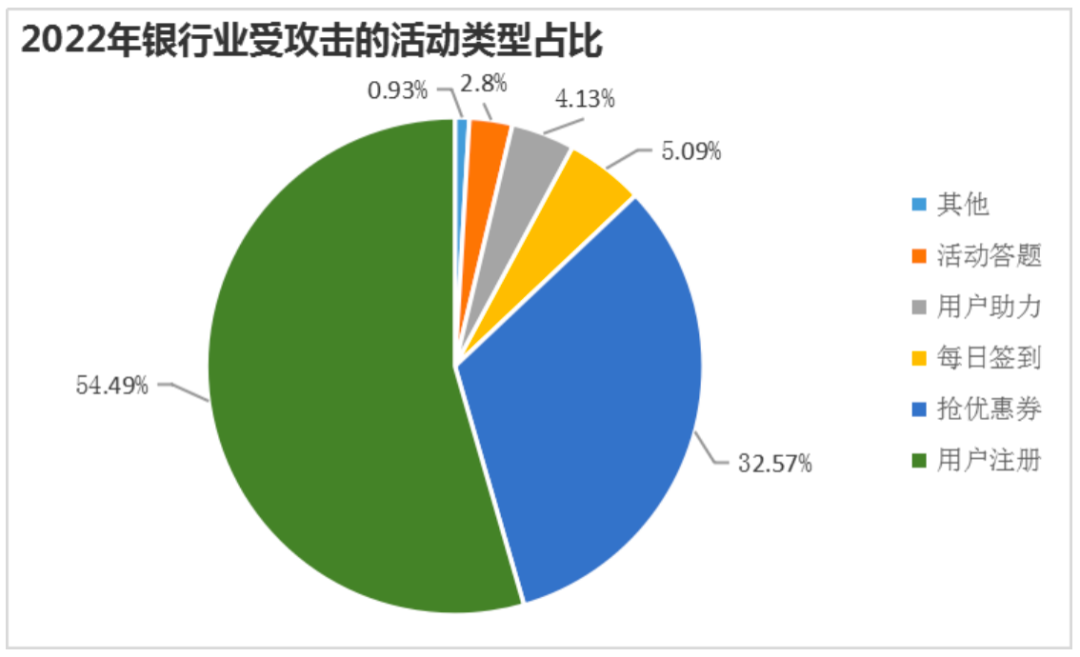 2022年银行业受攻击的活动类型占比
0.93%
2.8%
4.13%
5.09%
32.57%
54.49%
其他
活动答题
用户助力
每日签到
抢优惠券
用户注册